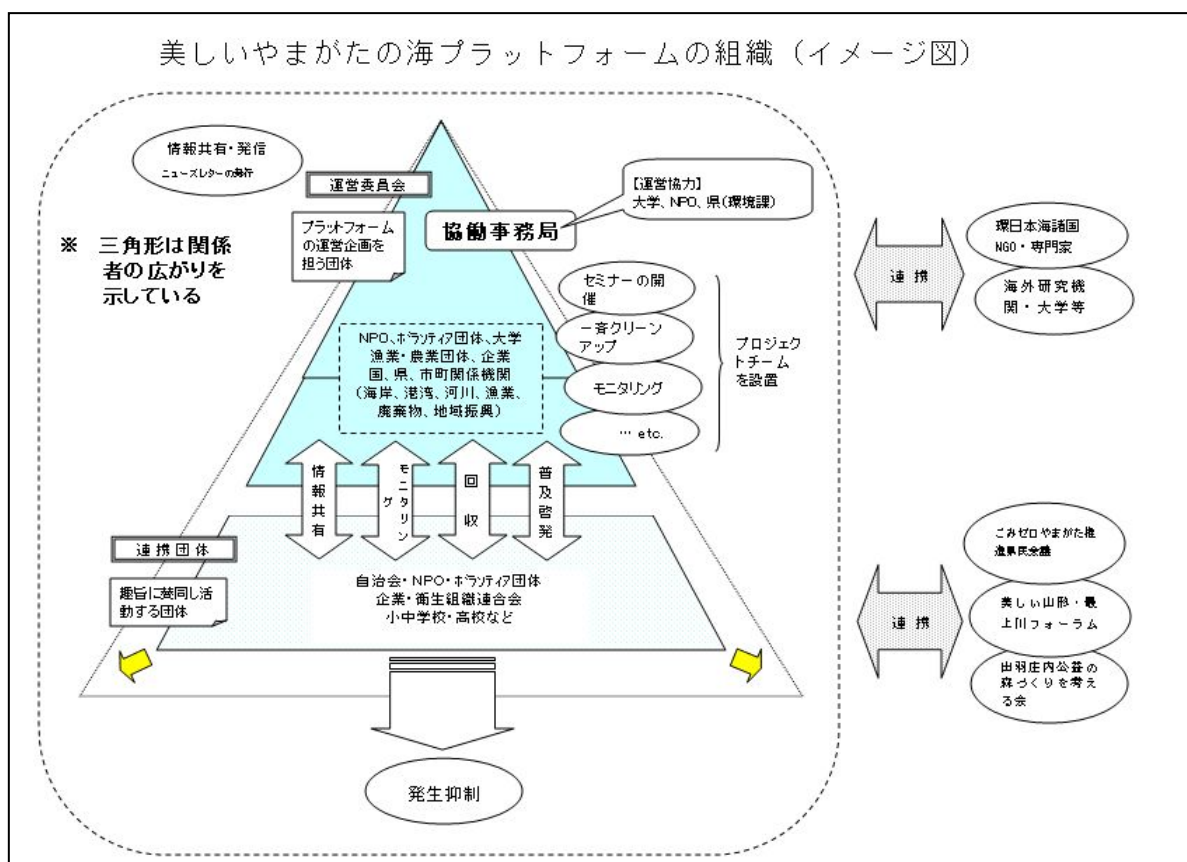 美しいやまがたの海プラットフォームの組織（イメージ図）
情報共有・発信
ニューズレターの発行
運営委員会
プラットフォーム
の運営企画を
担う団体
【運営協力】
大学、NPO、県（環境課）
協働事務局
※　三角形は関係
者の広がりを
示している
セミナーの開
催
一斉クリーン
アップ
モニタリング
… etc.
プロジェク
トチーム
を設置
NPO、ボランティア団体、大学
漁業・農業団体、企業
国、県、市町関係機関
（海岸、港湾、河川、漁業、
廃棄物、地域振興）
連 携
環日本海諸国
NGO・専門家
海外研究機
関・大学等
情報共有
モニタリング
回収
普及啓発
連携団体
趣旨に賛同し活
動する団体
自治会・NPO・ボランティア団体
企業・衛生組織連合会
小中学校・高校など
連 携
ごみゼロやまがた推
進県民会議
美しい山形・最
上川フォーラム
出羽庄内公益の
森づくりを考え
る会
発生抑制